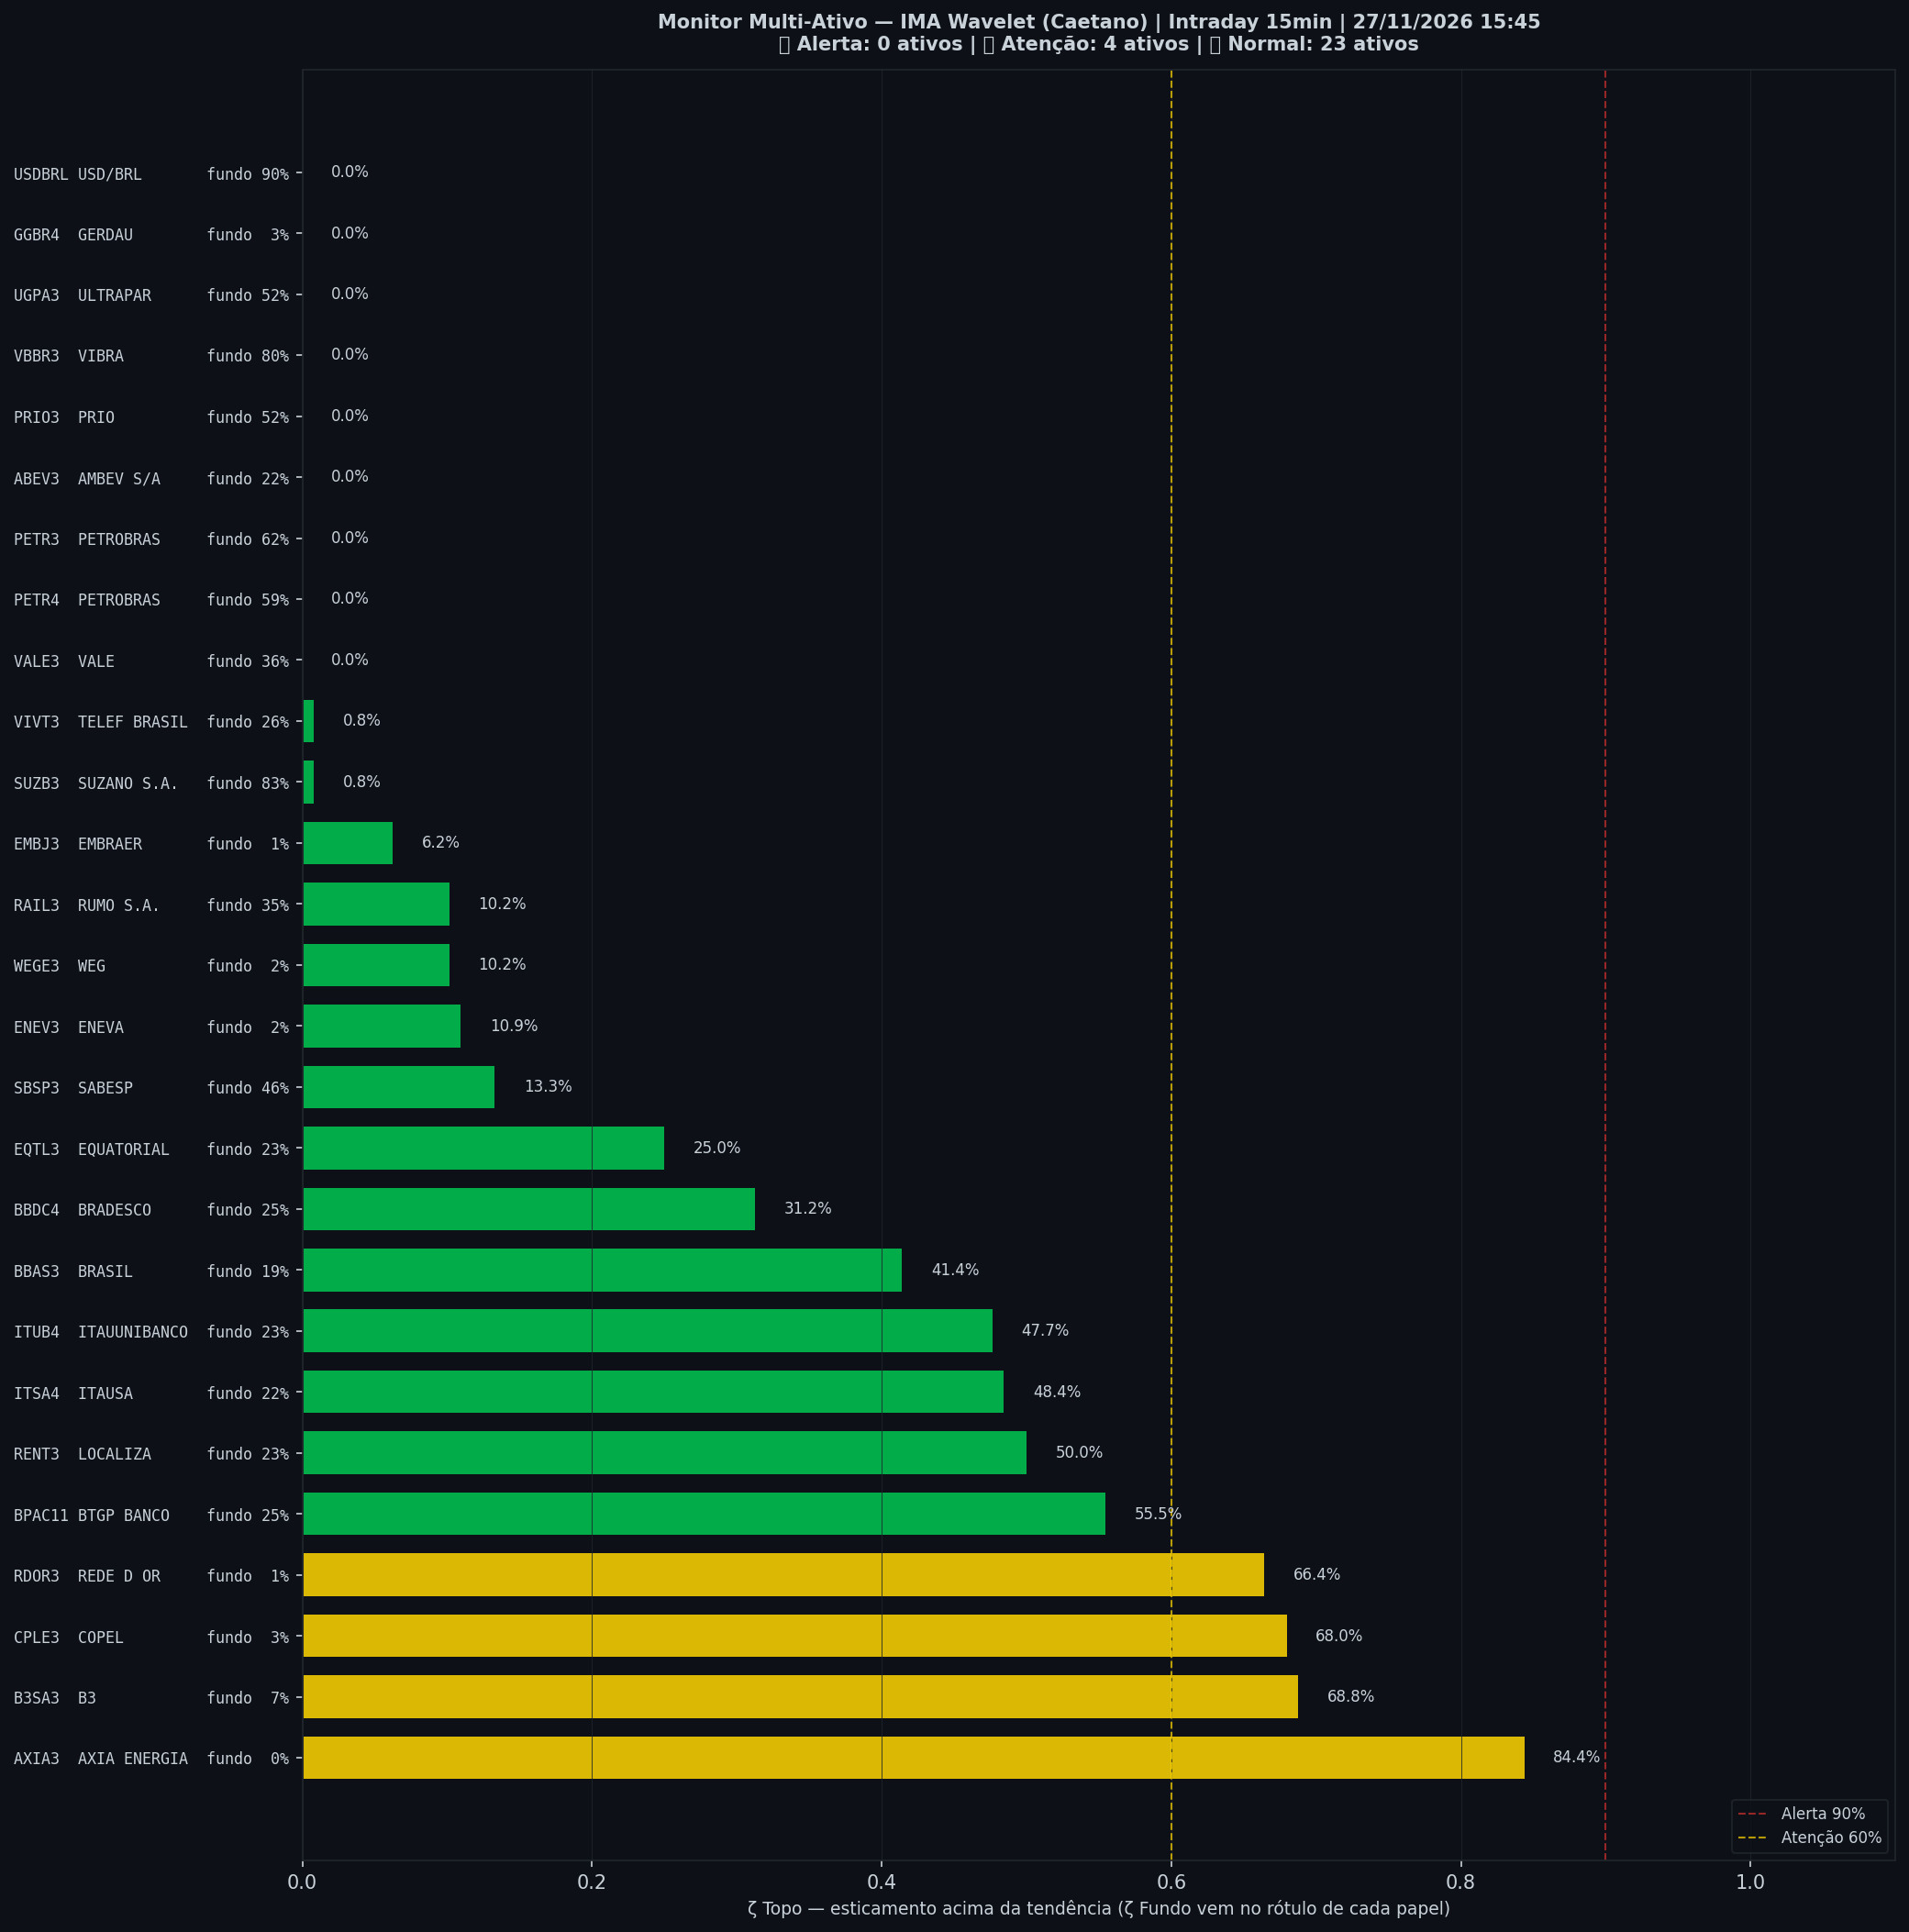 Monitor Multi-Ativo — IMA Wavelet (Caetano) | Intraday 15min | 27/11/2026 15:45
▯ Alerta: 0 ativos | ▯ Atenção: 4 ativos | ▯ Normal: 23 ativos
USDBRL USD/BRL fundo 90% 0.0%
GGBR4 GERDAU fundo 3% 0.0%
UGPA3 ULTRAPAR fundo 52% 0.0%
VBBR3 VIBRA fundo 80% 0.0%
PRIO3 PRIO fundo 52% 0.0%
ABEV3 AMBEV S/A fundo 22% 0.0%
PETR3 PETROBRAS fundo 62% 0.0%
PETR4 PETROBRAS fundo 59% 0.0%
VALE3 VALE fundo 36% 0.0%
VIVT3 TELEF BRASIL fundo 26% 0.8%
SUZB3 SUZANO S.A. fundo 83% 0.8%
EMBJ3 EMBRAER fundo 1% 6.2%
RAIL3 RUMO S.A. fundo 35% 10.2%
WEGE3 WEG fundo 2% 10.2%
ENEV3 ENEVA fundo 2% 10.9%
SBSP3 SABESP fundo 46% 13.3%
EQTL3 EQUATORIAL fundo 23% 25.0%
BBDC4 BRADESCO fundo 25% 31.2%
BBAS3 BRASIL fundo 19% 41.4%
ITUB4 ITAUUNIBANCO fundo 23% 47.7%
ITSA4 ITAUSA fundo 22% 48.4%
RENT3 LOCALIZA fundo 23% 50.0%
BPAC11 BTGP BANCO fundo 25% 55.5%
RDOR3 REDE D OR fundo 1% 66.4%
CPLE3 COPEL fundo 3% 68.0%
B3SA3 B3 fundo 7% 68.8%
AXIA3 AXIA ENERGIA fundo 0% 84.4%
Alerta 90%
Atenção 60%
0.0 0.2 0.4 0.6 0.8 1.0
ζ Topo — esticamento acima da tendência (ζ Fundo vem no rótulo de cada papel)